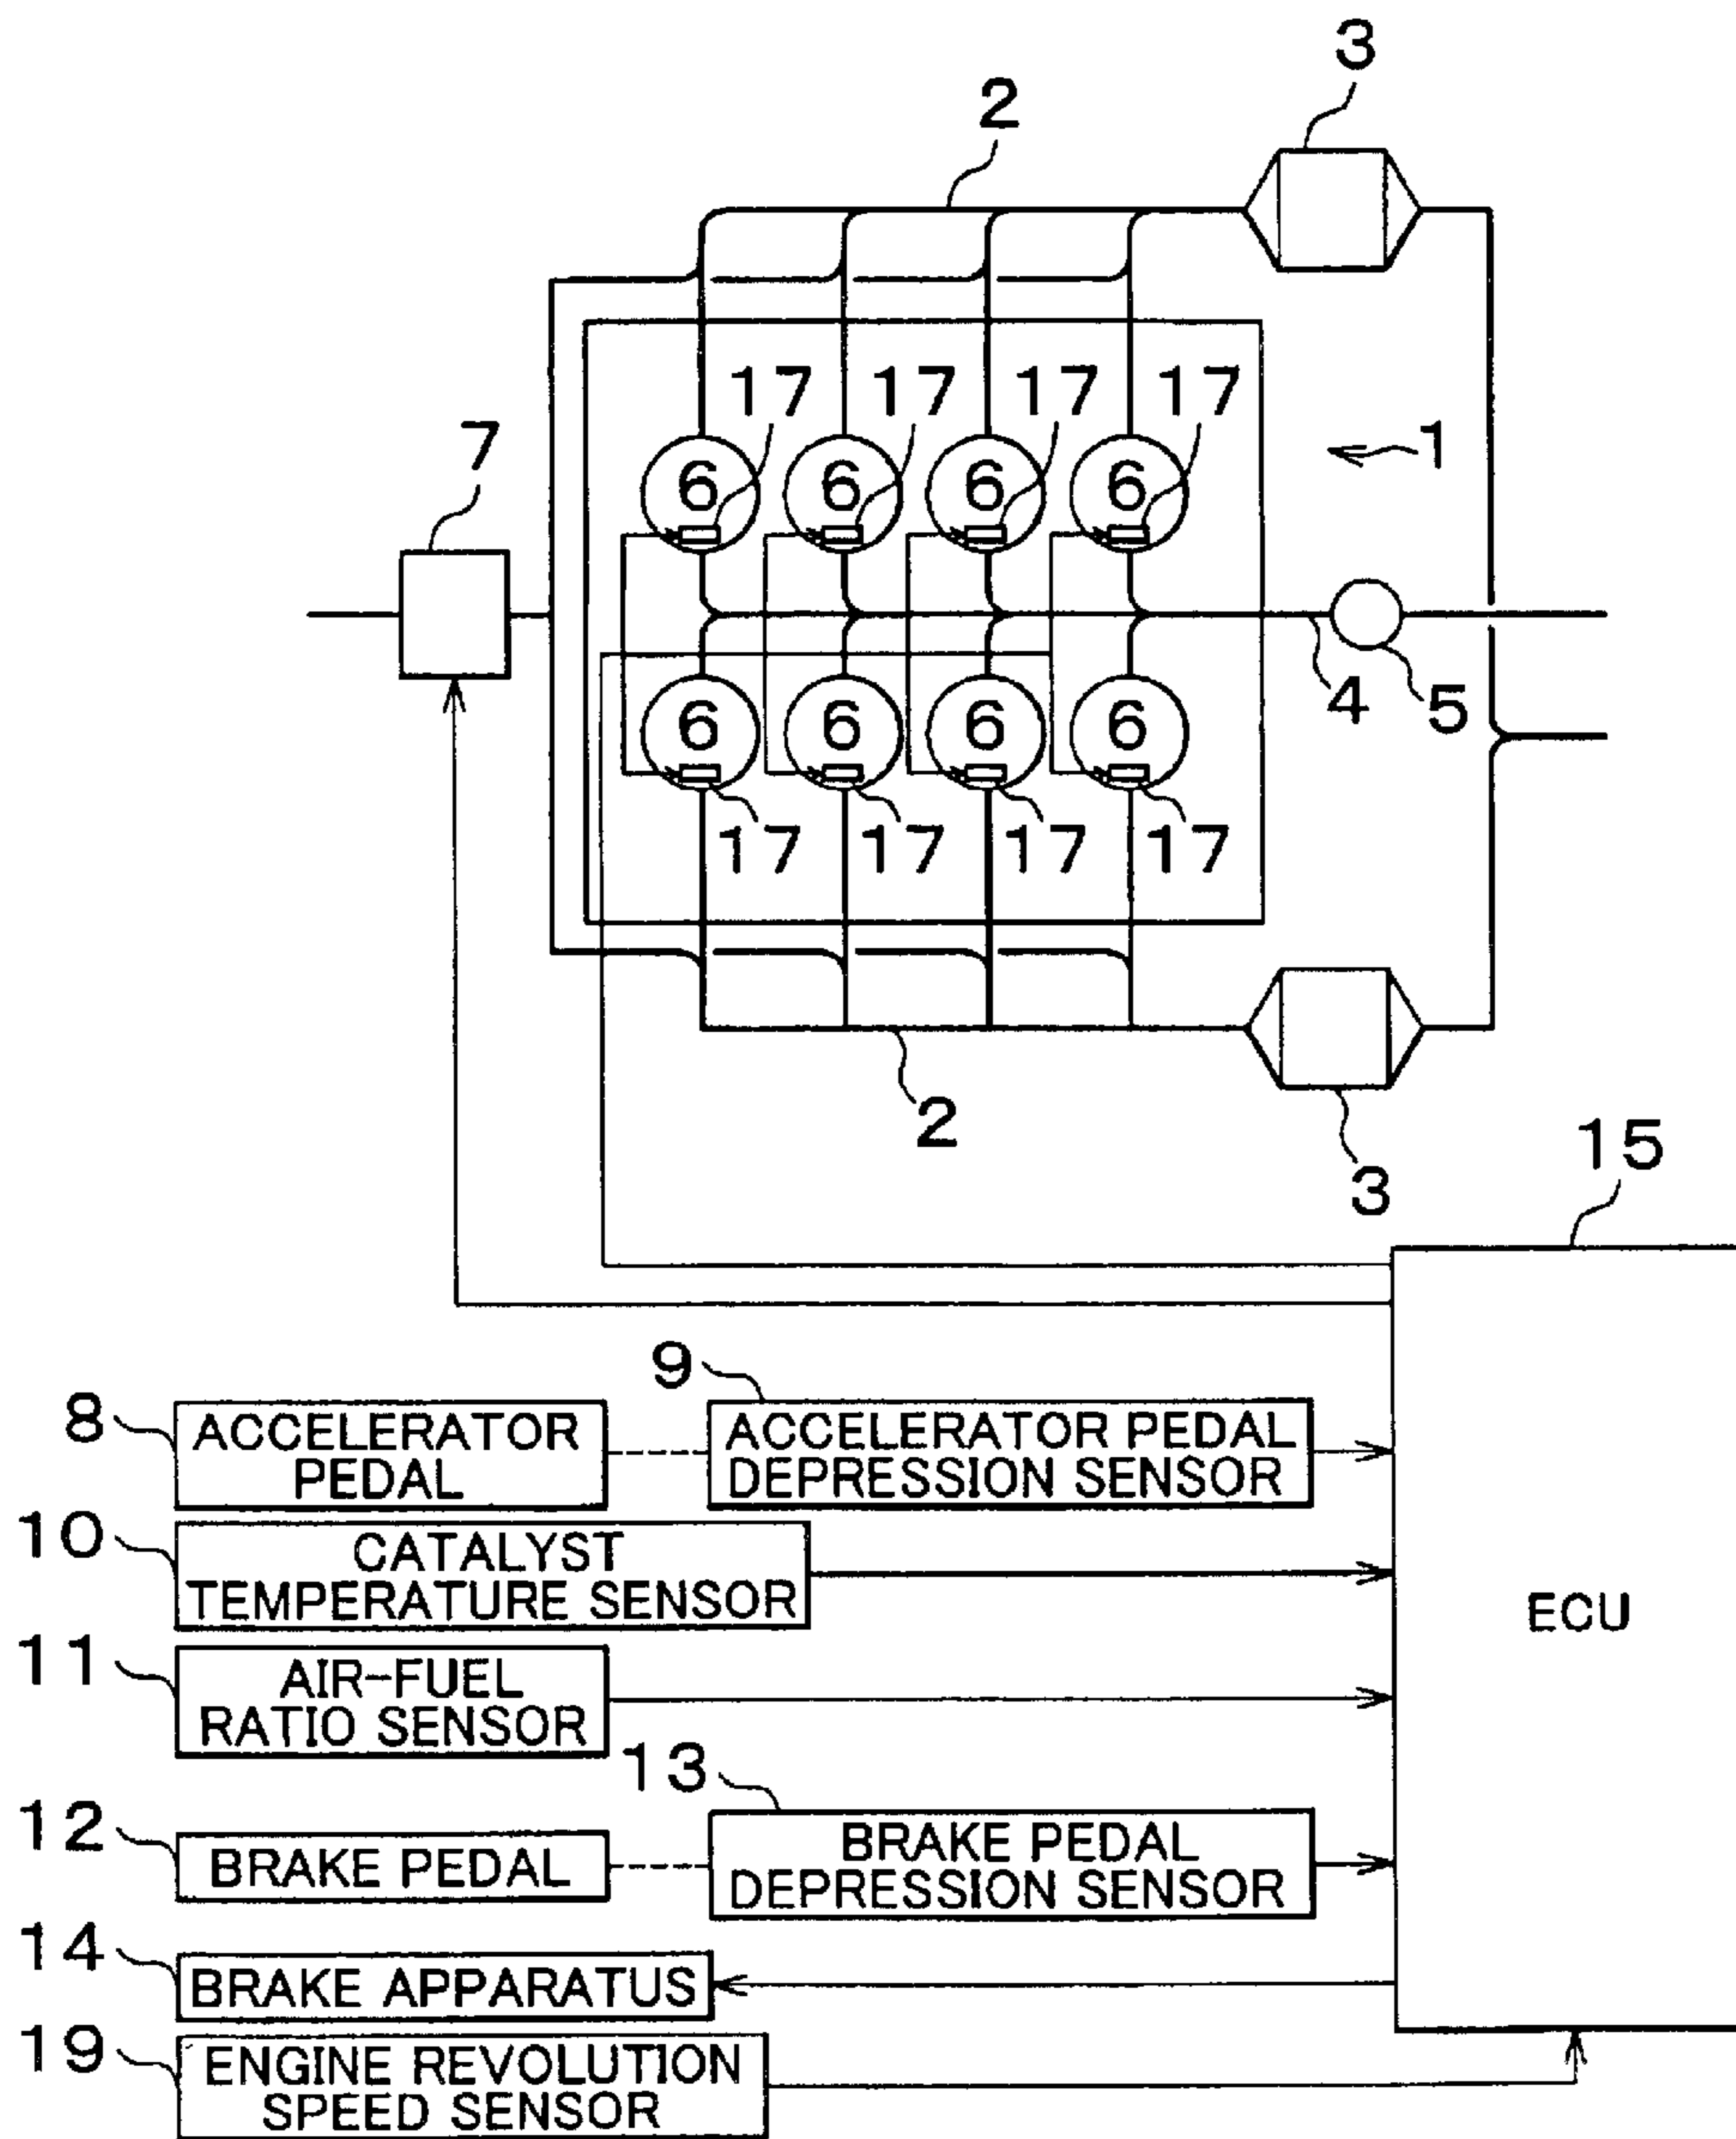 3
2
17 17 17 17
7
1
6 6 6 6
6 6 6 6
4 5
17 17 17 17
2
3
15
9
8
ACCELERATOR
PEDAL
ACCELERATOR PEDAL
DEPRESSION SENSOR
10
CATALYST
TEMPERATURE SENSOR
ECU
11
AIR-FUEL
RATIO SENSOR
13
12
BRAKE PEDAL
BRAKE PEDAL
DEPRESSION SENSOR
14
BRAKE APPARATUS
19
ENGINE REVOLUTION
SPEED SENSOR